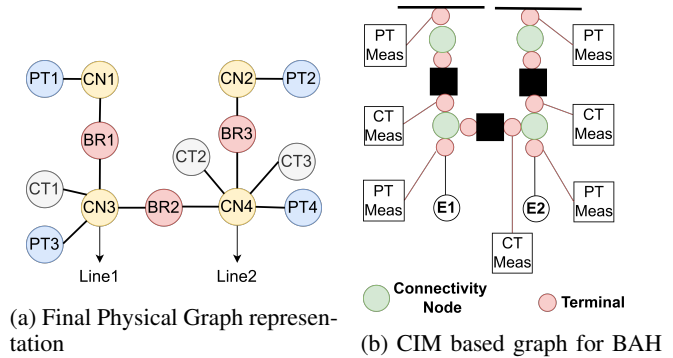 PT1
CN1
CN2
PT2
BR1
BR3
CT2
CT3
CT1
CN3
BR2
CN4
PT4
PT3
Line1
Line2
(a) Final Physical Graph represen-
tation
PT
Meas
PT
Meas
CT
Meas
CT
Meas
PT
Meas
E1
E2
PT
Meas
CT
Meas
Connectivity
Node
Terminal
(b) CIM based graph for BAH